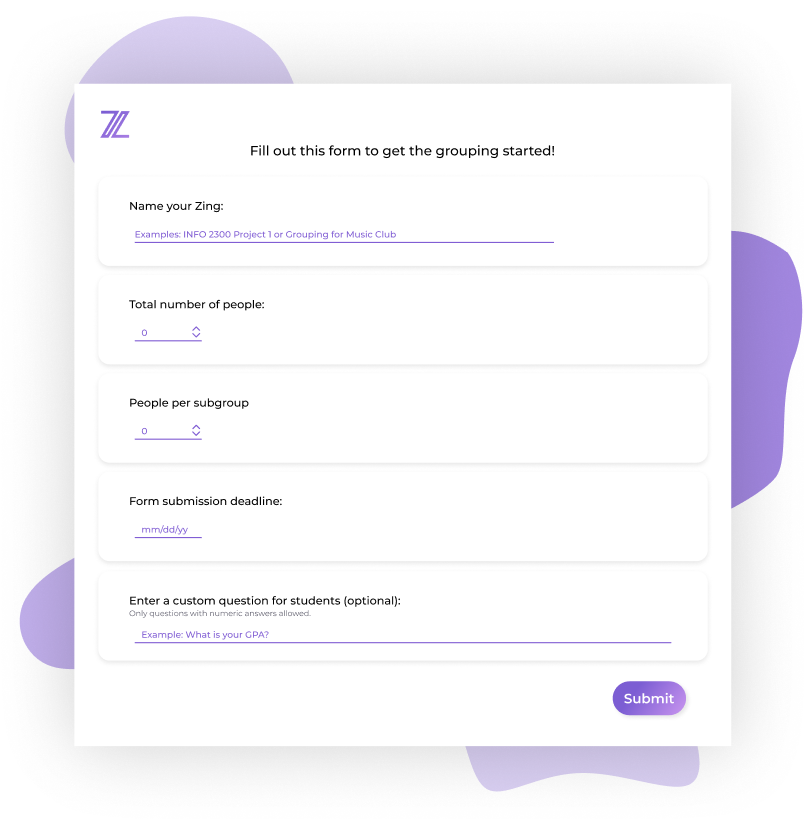 Fill out this form to get the grouping started!
Name your Zing:
Examples: INFO 2300 Project 1 or Grouping for Music Club
Total number of people:
0
People per subgroup
0
Form submission deadline:
mm/dd/yy
Enter a custom question for students (optional):
Only questions with numeric answers allowed.
Example: What is your GPA?
Submit